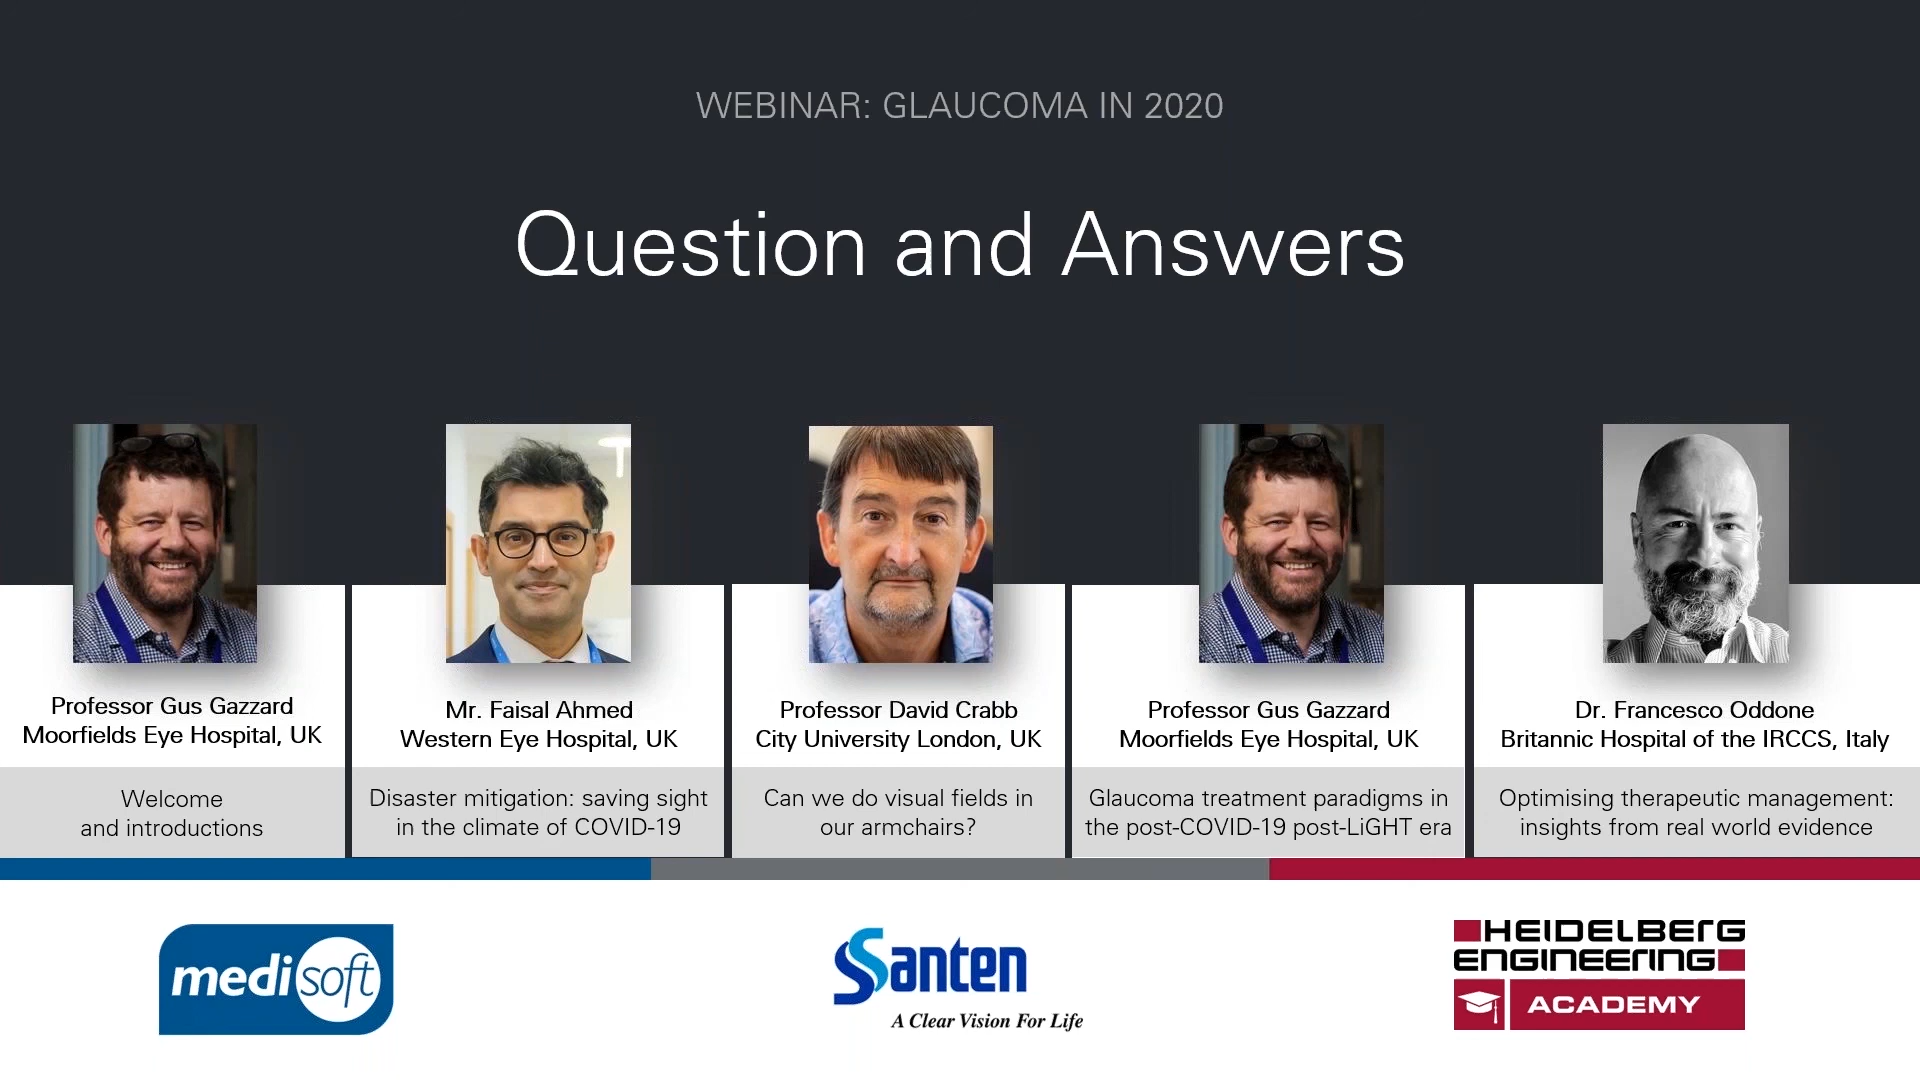 WEBINAR: GLAUCOMA IN 2020
Question and Answers
Professor Gus Gazzard
Moorfields Eye Hospital, UK
Welcome
and introductions
Mr. Faisal Ahmed
Western Eye Hospital, UK
Disaster mitigation: saving sight
in the climate of COVID-19
Professor David Crabb
City University London, UK
Can we do visual fields in
our armchairs?
Professor Gus Gazzard
Moorfields Eye Hospital, UK
Glaucoma treatment paradigms in
the post-COVID-19 post-LiGHT era
Dr. Francesco Oddone
Britannic Hospital of the IRCCS, Italy
Optimising therapeutic management:
insights from real world evidence
medisoft
Santen
A Clear Vision For Life
HEIDELBERG
ENGINEERING
ACADEMY